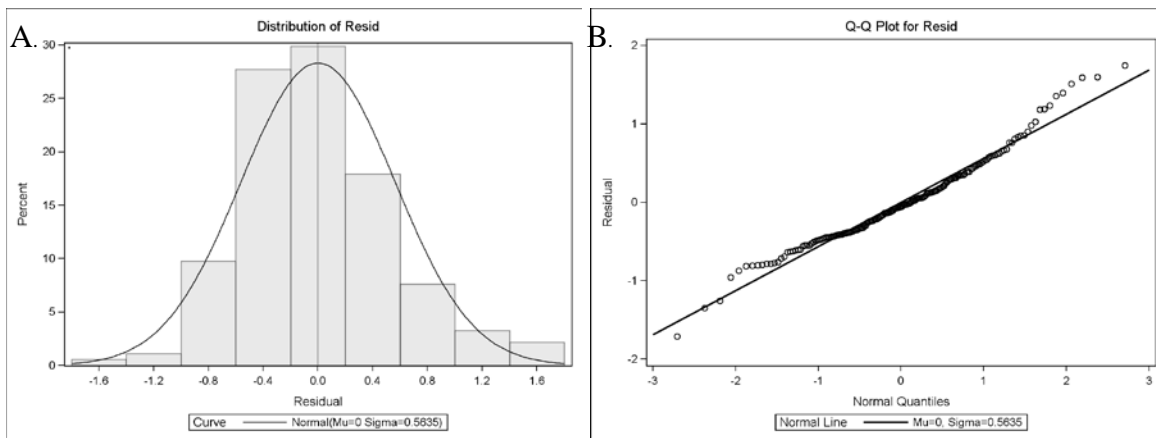 A.
Distribution of Resid
30
25
20
15
10
5
0
Percent
-1.6 -1.2 -0.8 -0.4 0.0 0.4 0.8 1.2 1.6
Residual
Curve Normal(Mu=0 Sigma=0.5635)
B.
Q-Q Plot for Resid
2
1
0
-1
-2
Residual
-3 -2 -1 0 1 2 3
Normal Quantiles
Normal Line Mu=0, Sigma=0.5635